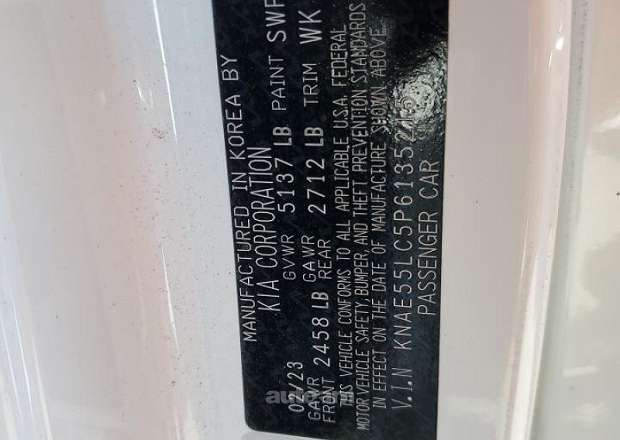 MANUFACTURED IN KOREA BY
KIA CORPORATION
GVWR 5137 LB PAINT
GAWR GAWR TRIM WK
FRONT 2458 LB REAR 2712 LB
THIS VEHICLE CONFORMS TO ALL APPLICABLE U.S.A. FEDERAL
MOTOR VEHICLE SAFETY, BUMPER, AND THEFT PREVENTION STANDARDS
IN EFFECT ON THE DATE OF MANUFACTURE SHOWN ABOVE.
V.I.N
PASSENGER CAR